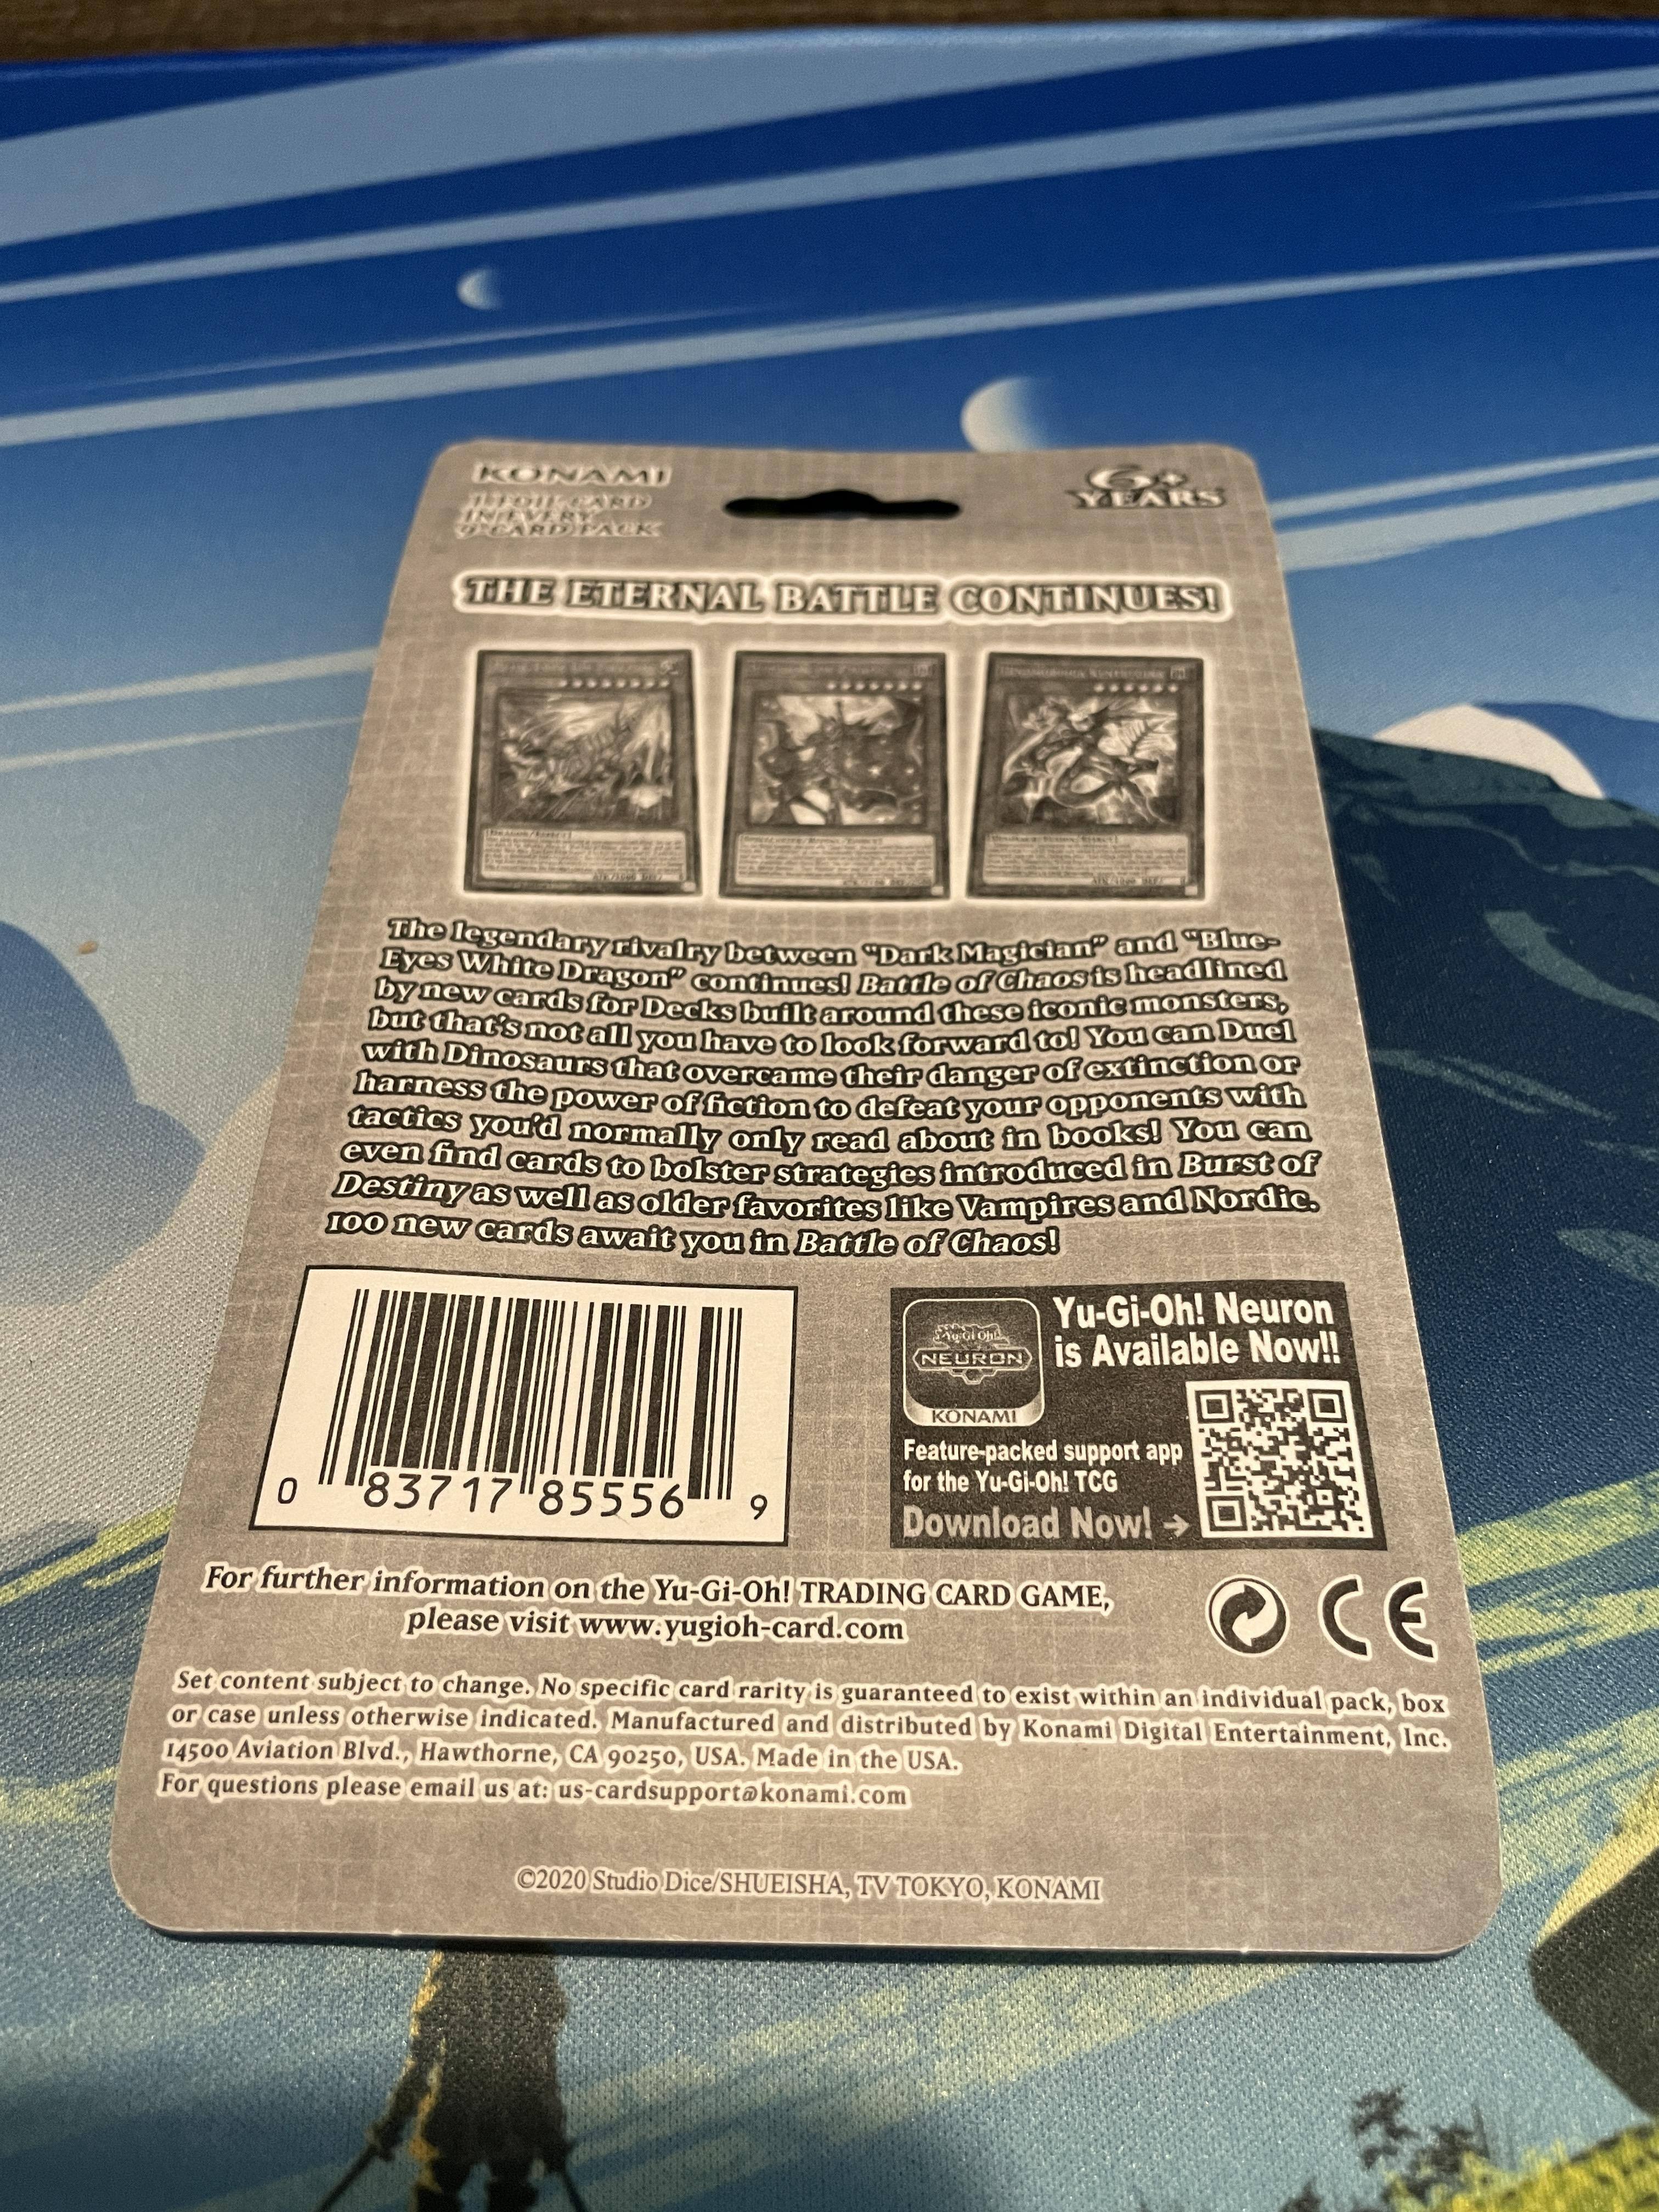 KONAMI
1 FOIL CARD
IN EVERY
9-CARD PACK
6+
YEARS
THE ETERNAL BATTLE CONTINUES!
The legendary rivalry between "Dark Magician" and "Blue-
Eyes White Dragon" continues! Battle of Chaos is headlined
by new cards for Decks built around these iconic monsters,
but that's not all you have to look forward to! You can Duel
with Dinosaurs that overcame their danger of extinction or
harness the power of fiction to defeat your opponents with
tactics you'd normally only read about in books! You can
even find cards to bolster strategies introduced in Burst of
Destiny as well as older favorites like Vampires and Nordic.
100 new cards await you in Battle of Chaos!
0 83717 85556 9
Yu-Gi-Oh!
NEURON
KONAMI
Yu-Gi-Oh! Neuron
is Available Now!!
Feature-packed support app
for the Yu-Gi-Oh! TCG
Download Now! →
For further information on the Yu-Gi-Oh! TRADING CARD GAME,
please visit www.yugioh-card.com
CE
Set content subject to change. No specific card rarity is guaranteed to exist within an individual pack, box
or case unless otherwise indicated. Manufactured and distributed by Konami Digital Entertainment, Inc.
14500 Aviation Blvd., Hawthorne, CA 90250, USA. Made in the USA.
For questions please email us at: us-cardsupport@konami.com
©2020 Studio Dice/SHUEISHA, TV TOKYO, KONAMI